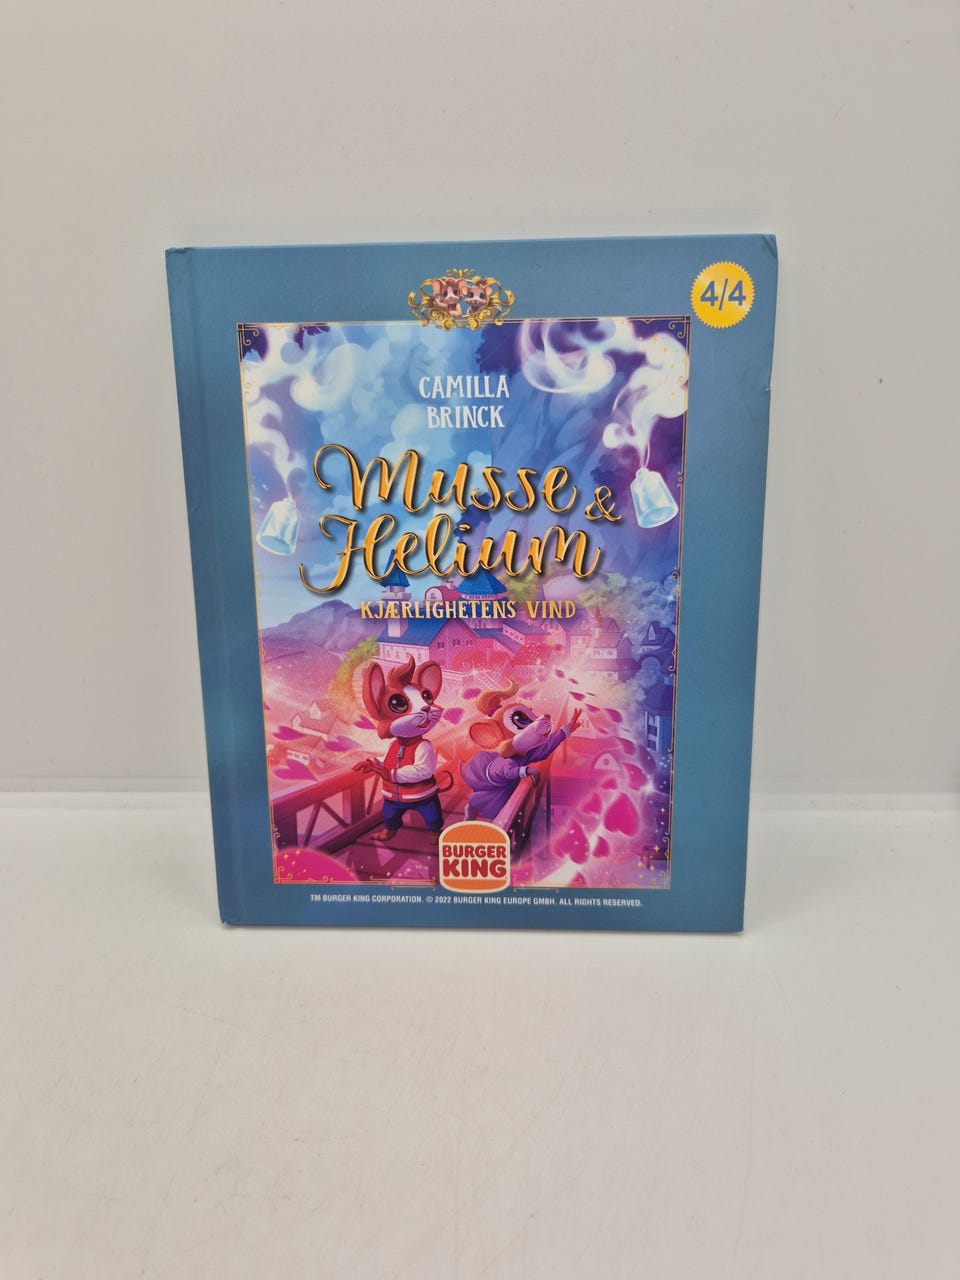 4/4
CAMILLA
BRINCK
Musse &
Helium
KJÆRLIGHETENS VIND
BURGER
KING
TM BURGER KING CORPORATION. © 2022 BURGER KING EUROPE GMBH. ALL RIGHTS RESERVED.